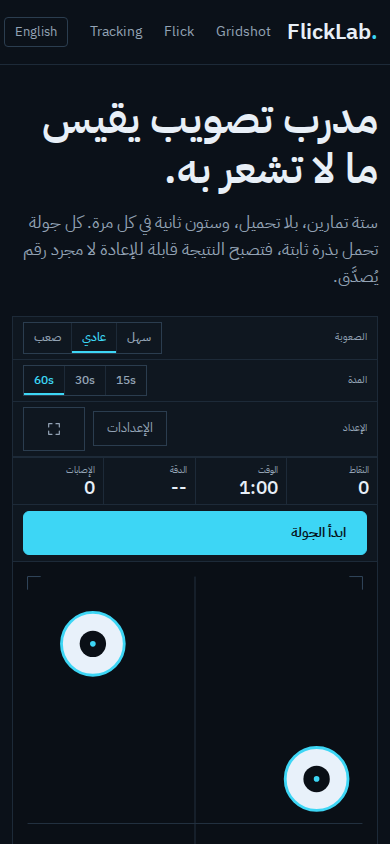 FlickLab.
Gridshot
Flick
Tracking
English
مدرب تصويب يقيس
ما لا تشعر به.
ستة تمارين، بلا تحميل، وستون ثانية في كل مرة. كل جولة
تحمل بذرة ثابتة، فتصبح النتيجة قابلة للإعادة لا مجرد رقم
يُصدَّق.
الصعوبة
سهل
عادي
صعب
المدة
15s
30s
60s
الإعداد
الإعدادات
النقاط
الوقت
الدقة
الإصابات
0
1:00
--
0
ابدأ الجولة